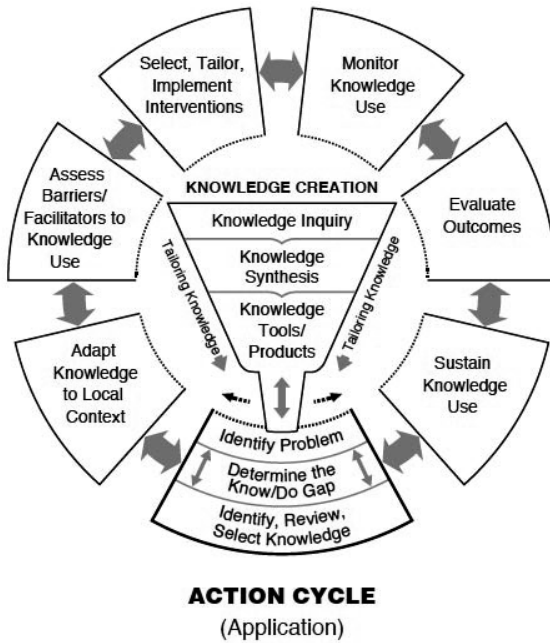 Select, Tailor,
Implement
Interventions
Monitor
Knowledge
Use
Assess
Barriers/
Facilitators to
Knowledge
Use
KNOWLEDGE CREATION
Evaluate
Outcomes
Knowledge Inquiry
Knowledge
Synthesis
Knowledge
Tools/
Products
Tailoring Knowledge
Tailoring Knowledge
Adapt
Knowledge
to Local
Context
Sustain
Knowledge
Use
Identify Problem
Determine the
Know/Do Gap
Identify, Review,
Select Knowledge
ACTION CYCLE
(Application)